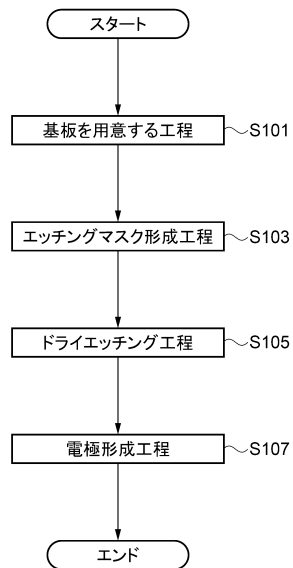 スタート
基板を用意する工程 S101
エッチングマスク形成工程 S103
ドライエッチング工程 S105
電極形成工程 S107
エンド